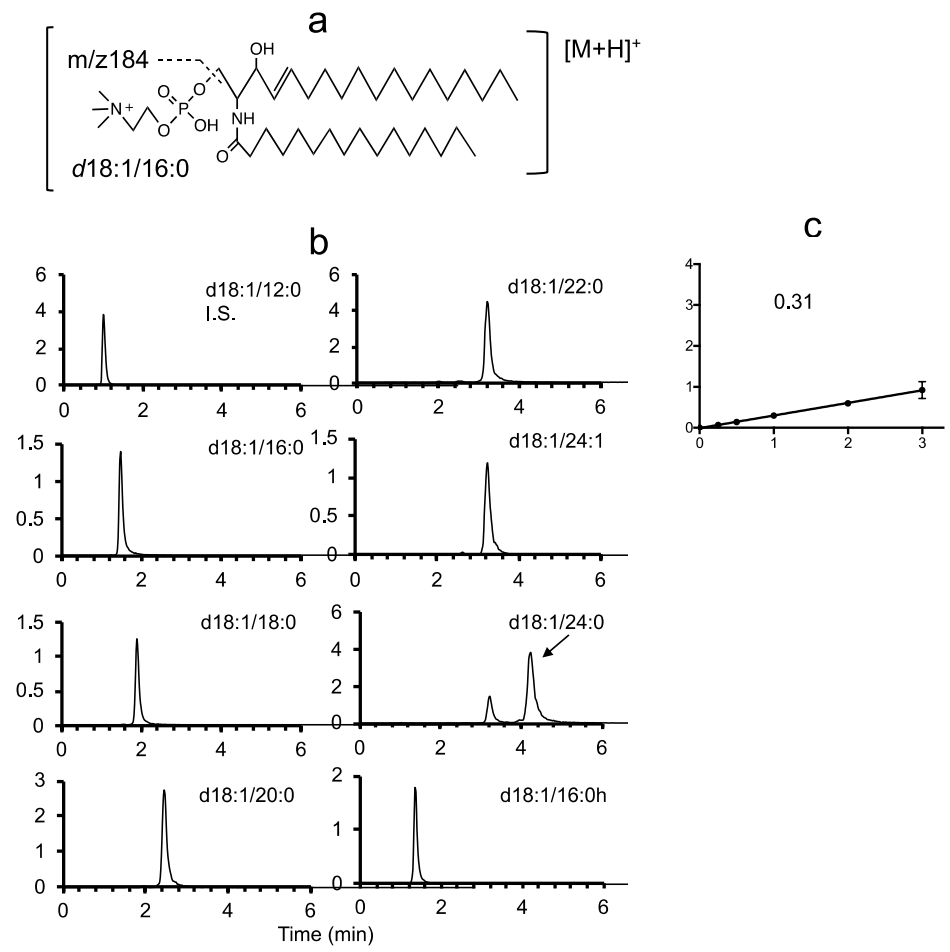 a
[M+H]+
m/z184
OH
O
O
P
N+
O
OH
NH
O
d18:1/16:0
b
c
6
4
2
0
0 2 4 6
d18:1/12:0
I.S.
6
4
2
0
0 2 4 6
d18:1/22:0
4
3
2
1
0
0 1 2 3
0.31
1.5
1
0.5
0
0 2 4 6
d18:1/16:0
1.5
1
0.5
0
0 2 4 6
d18:1/24:1
1.5
1
0.5
0
0 2 4 6
d18:1/18:0
6
4
2
0
0 2 4 6
d18:1/24:0
3
2
1
0
0 2 4 6
d18:1/20:0
2
1
0
0 2 4 6
d18:1/16:0h
Time (min)